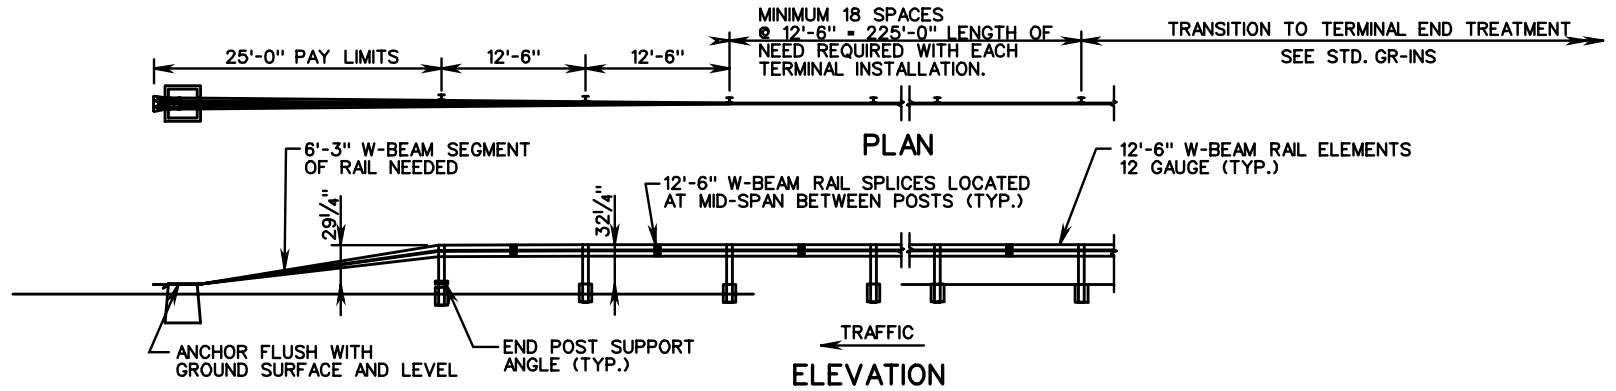 MINIMUM 18 SPACES
@ 12'-6" = 225'-0" LENGTH OF
NEED REQUIRED WITH EACH
TERMINAL INSTALLATION.
TRANSITION TO TERMINAL END TREATMENT
SEE STD. GR-INS
25'-0" PAY LIMITS
12'-6"
12'-6"
PLAN
6'-3" W-BEAM SEGMENT
OF RAIL NEEDED
12'-6" W-BEAM RAIL ELEMENTS
12 GAUGE (TYP.)
12'-6" W-BEAM RAIL SPLICES LOCATED
AT MID-SPAN BETWEEN POSTS (TYP.)
29¼"
32¼"
TRAFFIC
ANCHOR FLUSH WITH
GROUND SURFACE AND LEVEL
END POST SUPPORT
ANGLE (TYP.)
ELEVATION